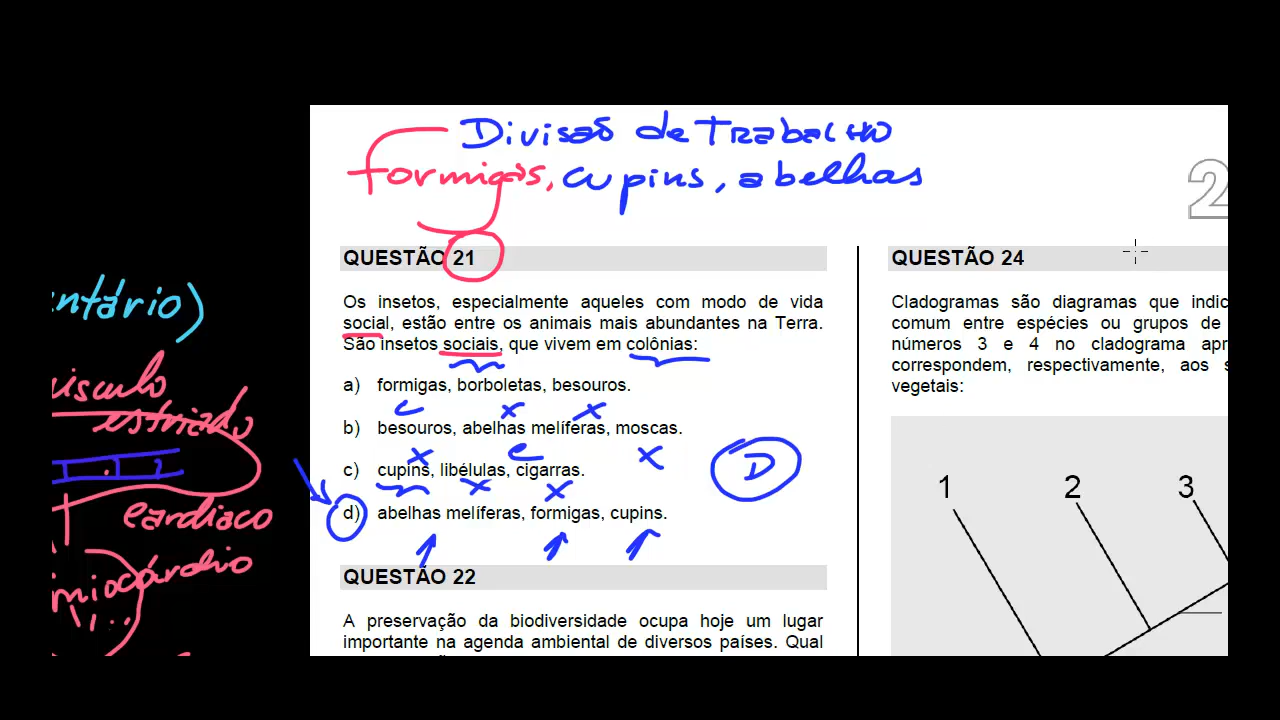 Divisão de Trabalho
formigas, cupins, abelhas
2
QUESTÃO 21
Os insetos, especialmente aqueles com modo de vida
social, estão entre os animais mais abundantes na Terra.
São insetos sociais, que vivem em colônias:
a) formigas, borboletas, besouros.
c x x
b) besouros, abelhas melíferas, moscas.
x c x
c) cupins, libélulas, cigarras.
x x
D
d) abelhas melíferas, formigas, cupins.
QUESTÃO 22
A preservação da biodiversidade ocupa hoje um lugar
importante na agenda ambiental de diversos países. Qual
QUESTÃO 24
Cladogramas são diagramas que indic
comum entre espécies ou grupos de
números 3 e 4 no cladograma apr
correspondem, respectivamente, aos s
vegetais:
1 2 3
ntário)
úsculo
estriado
cardiaco
miocárdio